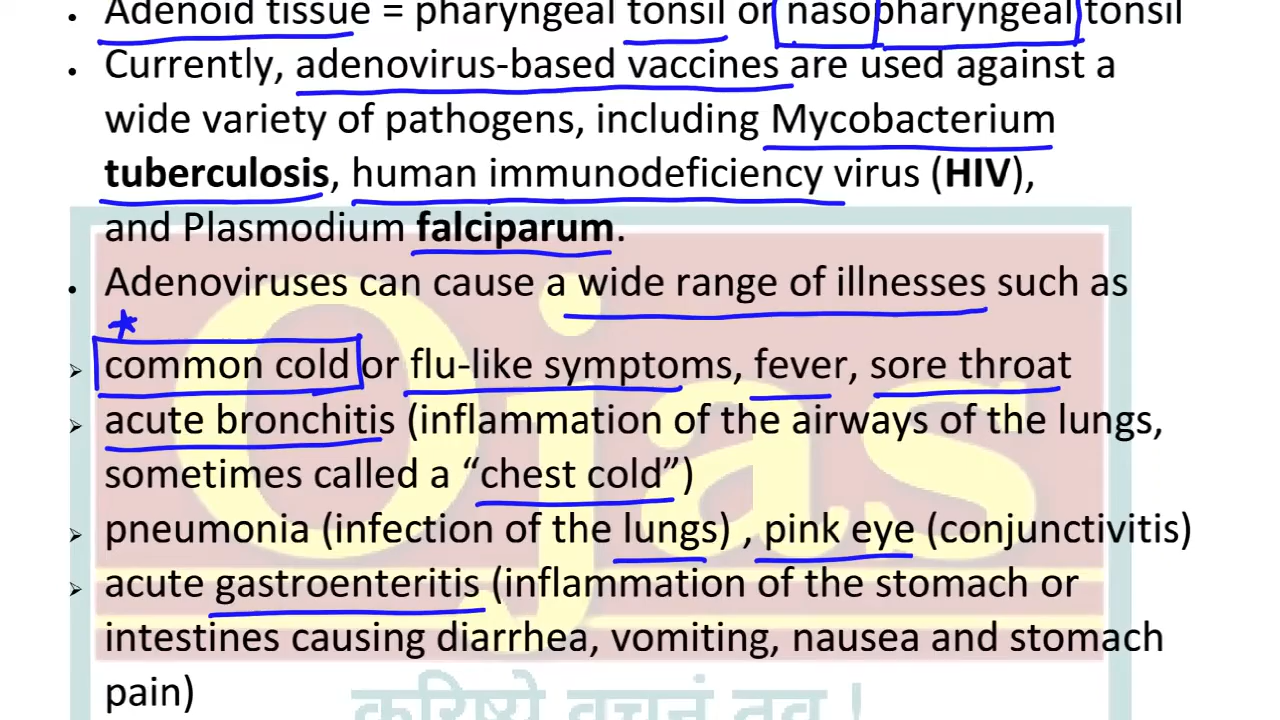 Adenoid tissue = pharyngeal tonsil or nasopharyngeal tonsil
• Currently, adenovirus-based vaccines are used against a
wide variety of pathogens, including Mycobacterium
tuberculosis, human immunodeficiency virus (HIV),
and Plasmodium falciparum.
• Adenoviruses can cause a wide range of illnesses such as
➢ common cold or flu-like symptoms, fever, sore throat
➢ acute bronchitis (inflammation of the airways of the lungs,
sometimes called a “chest cold”)
➢ pneumonia (infection of the lungs) , pink eye (conjunctivitis)
➢ acute gastroenteritis (inflammation of the stomach or
intestines causing diarrhea, vomiting, nausea and stomach
pain)
Ojas
करिष्ये वचनं तव !